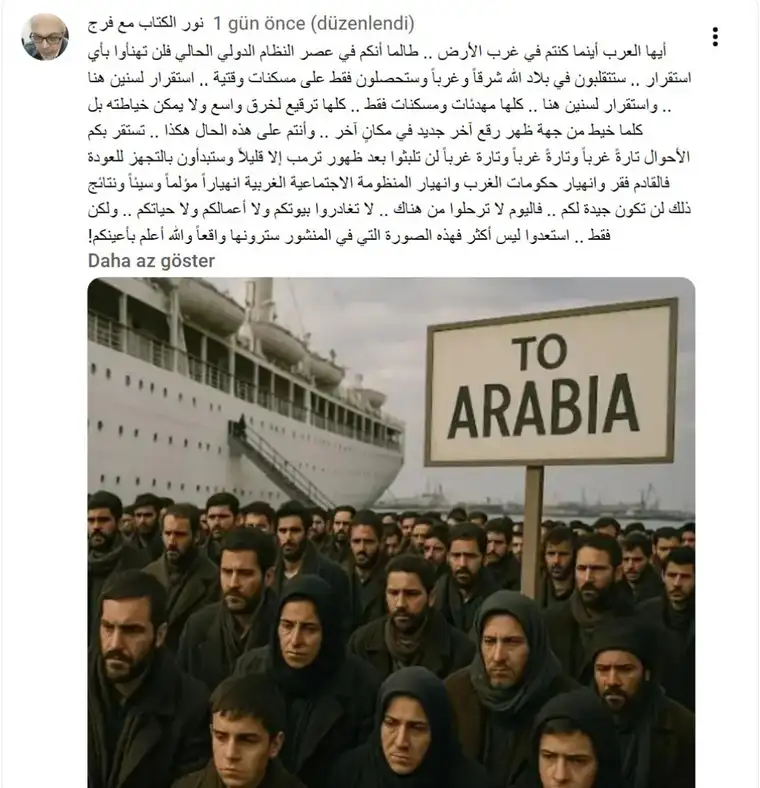 نور الكتاب مع فرج 1 gün önce (düzenlendi)
أيها العرب أينما كنتم في غرب الأرض .. طالما أنكم في عصر النظام الدولي الحالي فلن تهنأوا بأي
استقرار .. ستتقلبون في بلاد الله شرقاً وغرباً وستحصلون فقط على مسكنات وقتية .. استقرار لسنين هنا
.. واستقرار لسنين هنا .. كلها مهدئات ومسكنات فقط .. كلها ترقيع لخرق واسع ولا يمكن خياطته بل
كلما خيط من جهة ظهر رقع آخر جديد في مكانٍ آخر .. وأنتم على هذه الحال هكذا .. تستقر بكم
الأحوال تارةً غرباً وتارةً غرباً وتارة غرباً لن تلبثوا بعد ظهور ترمب إلا قليلاً وستبدأون بالتجهز للعودة
فالقادم فقر وانهيار حكومات الغرب وانهيار المنظومة الاجتماعية الغربية انهياراً مؤلماً وسيئاً ونتائج
ذلك لن تكون جيدة لكم .. فاليوم لا ترحلوا من هناك .. لا تغادروا بيوتكم ولا أعمالكم ولا حياتكم .. ولكن
فقط .. استعدوا ليس أكثر فهذه الصورة التي في المنشور سترونها واقعاً والله أعلم بأعينكم!
Daha az göster
TO
ARABIA